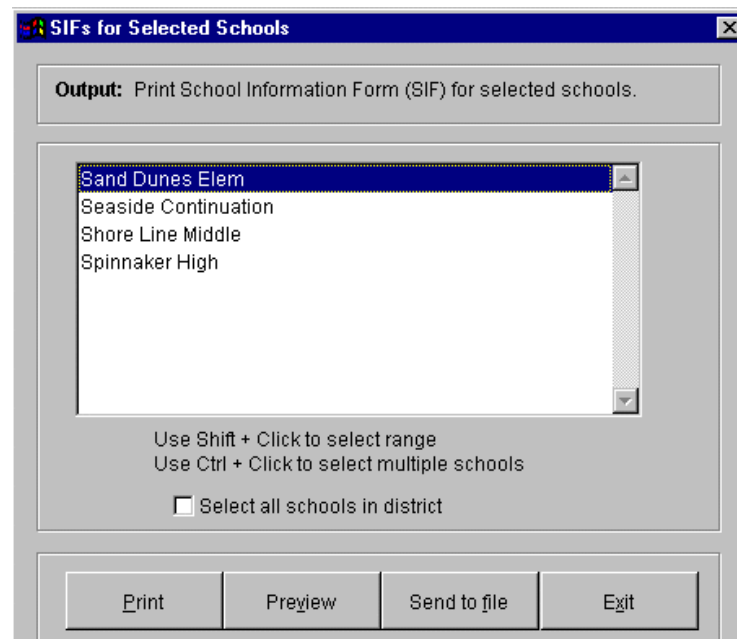 SIFs for Selected Schools
Output: Print School Information Form (SIF) for selected schools.
Sand Dunes Elem
Seaside Continuation
Shore Line Middle
Spinnaker High
Use Shift + Click to select range
Use Ctrl + Click to select multiple schools
Select all schools in district
Print Preview Send to file Exit